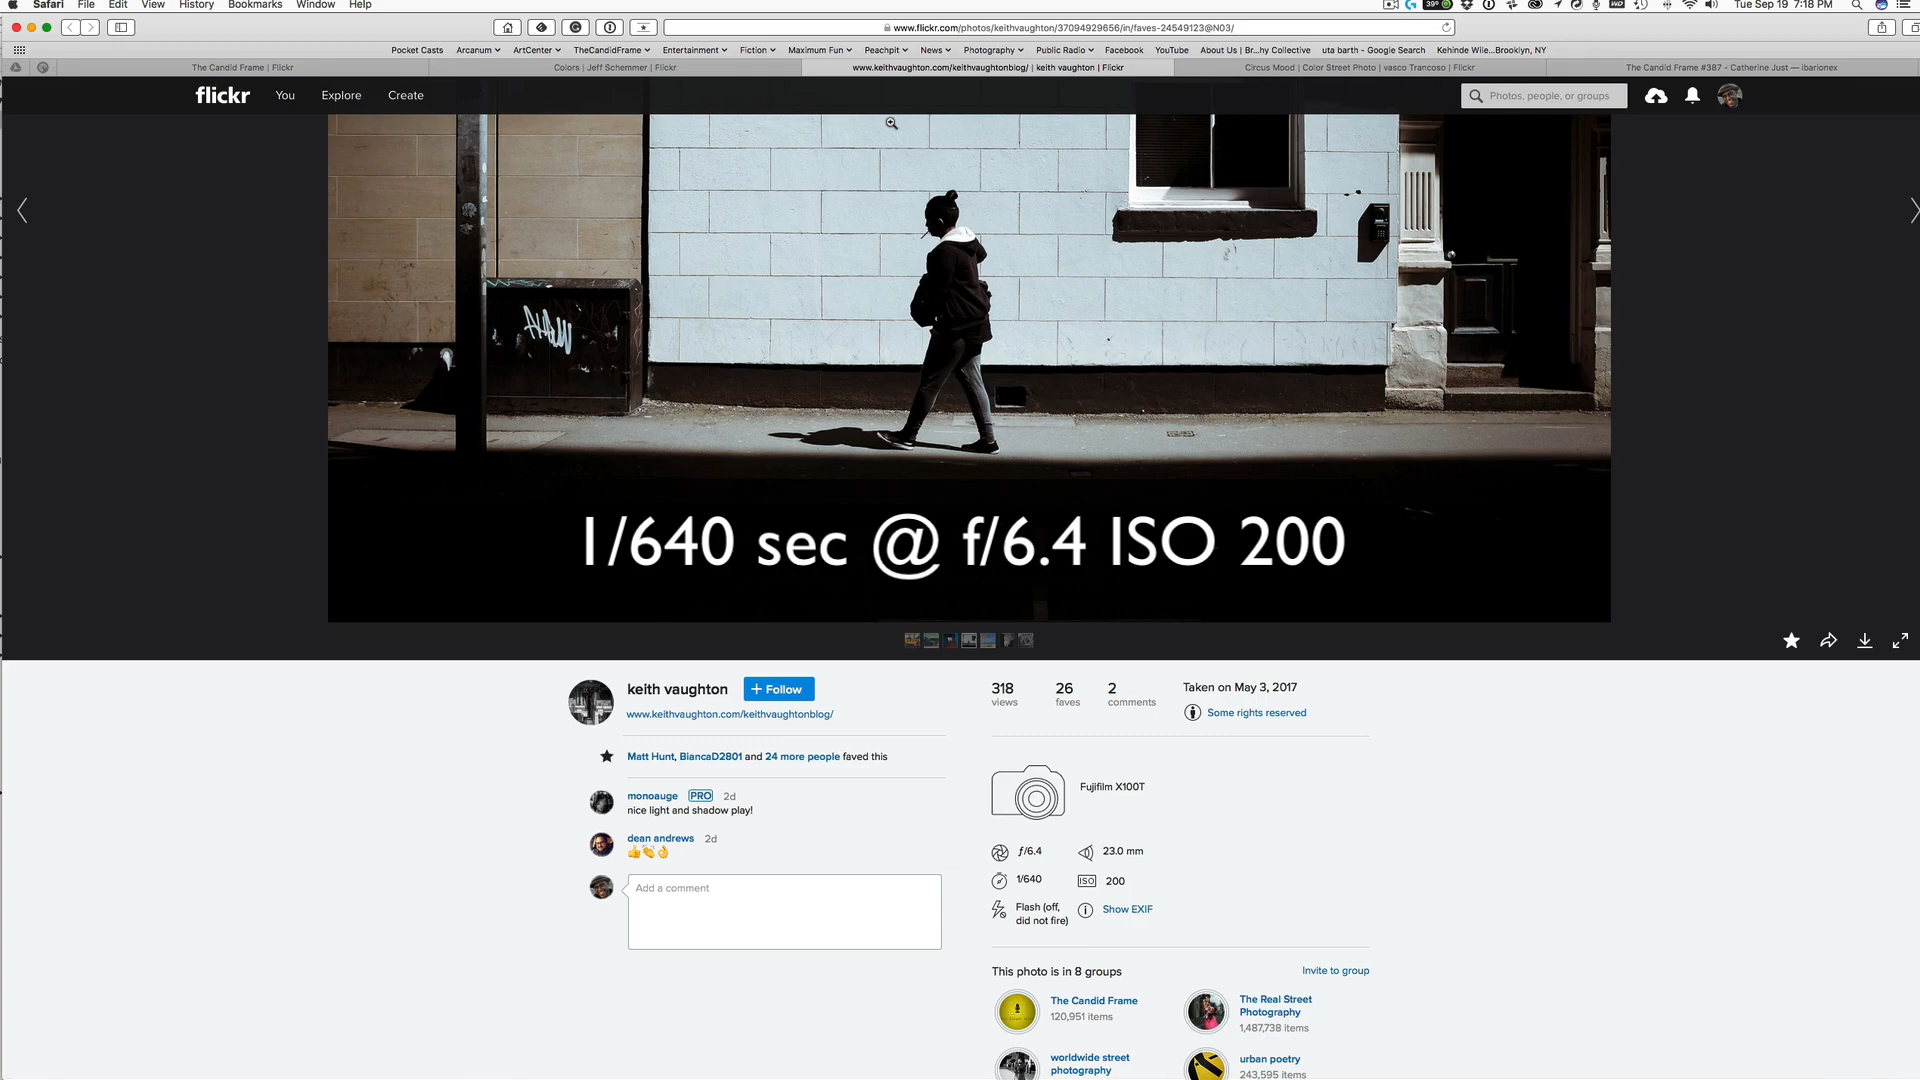 Safari File Edit View History Bookmarks Window Help
39° Tue Sep 19 7:18 PM
www.flickr.com/photos/keithvaughton/37094929656/in/faves-24549123@N03/
Pocket Casts Arcanum ArtCenter TheCandidFrame Entertainment Fiction Maximum Fun Peachpit News Photography Public Radio Facebook YouTube About Us | Br...hy Collective uta barth - Google Search Kehinde Wile...Brooklyn, NY
The Candid Frame | Flickr Colors | Jeff Schemmer | Flickr www.keithvaughton.com/keithvaughtonblog/ | keith vaughton | Flickr Circus Mood | Color Street Photo | vasco Trancoso | Flickr The Candid Frame #387 - Catherine Just — ibarionex
flickr You Explore Create Photos, people, or groups
1/640 sec @ f/6.4 ISO 200
keith vaughton + Follow
www.keithvaughton.com/keithvaughtonblog/
Matt Hunt, BiancaD2801 and 24 more people faved this
monoauge PRO 2d
nice light and shadow play!
dean andrews 2d
👍👏👌
Add a comment
318 26 2 Taken on May 3, 2017
views faves comments
Some rights reserved
Fujifilm X100T
ƒ/6.4 23.0 mm
1/640 ISO 200
Flash (off, did not fire) Show EXIF
This photo is in 8 groups Invite to group
The Candid Frame
120,951 items
The Real Street
Photography
1,487,738 items
worldwide street
photography
urban poetry
243,595 items